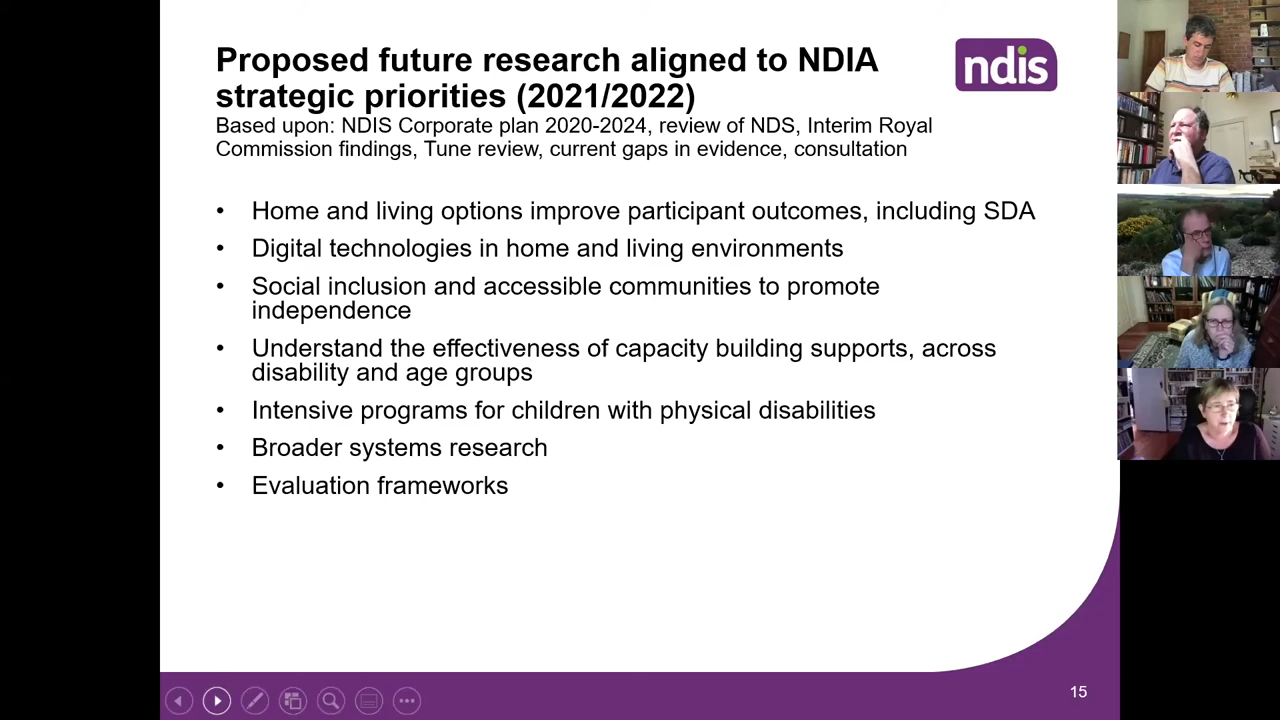 Proposed future research aligned to NDIA
strategic priorities (2021/2022)
Based upon: NDIS Corporate plan 2020-2024, review of NDS, Interim Royal
Commission findings, Tune review, current gaps in evidence, consultation
ndis
• Home and living options improve participant outcomes, including SDA
• Digital technologies in home and living environments
• Social inclusion and accessible communities to promote
independence
• Understand the effectiveness of capacity building supports, across
disability and age groups
• Intensive programs for children with physical disabilities
• Broader systems research
• Evaluation frameworks
15